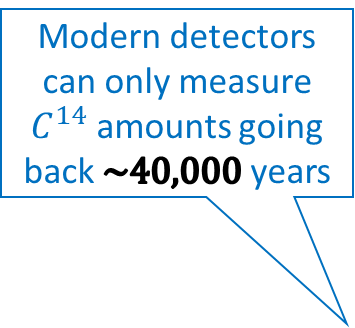 Modern detectors
can only measure
C¹⁴ amounts going
back ~40,000 years